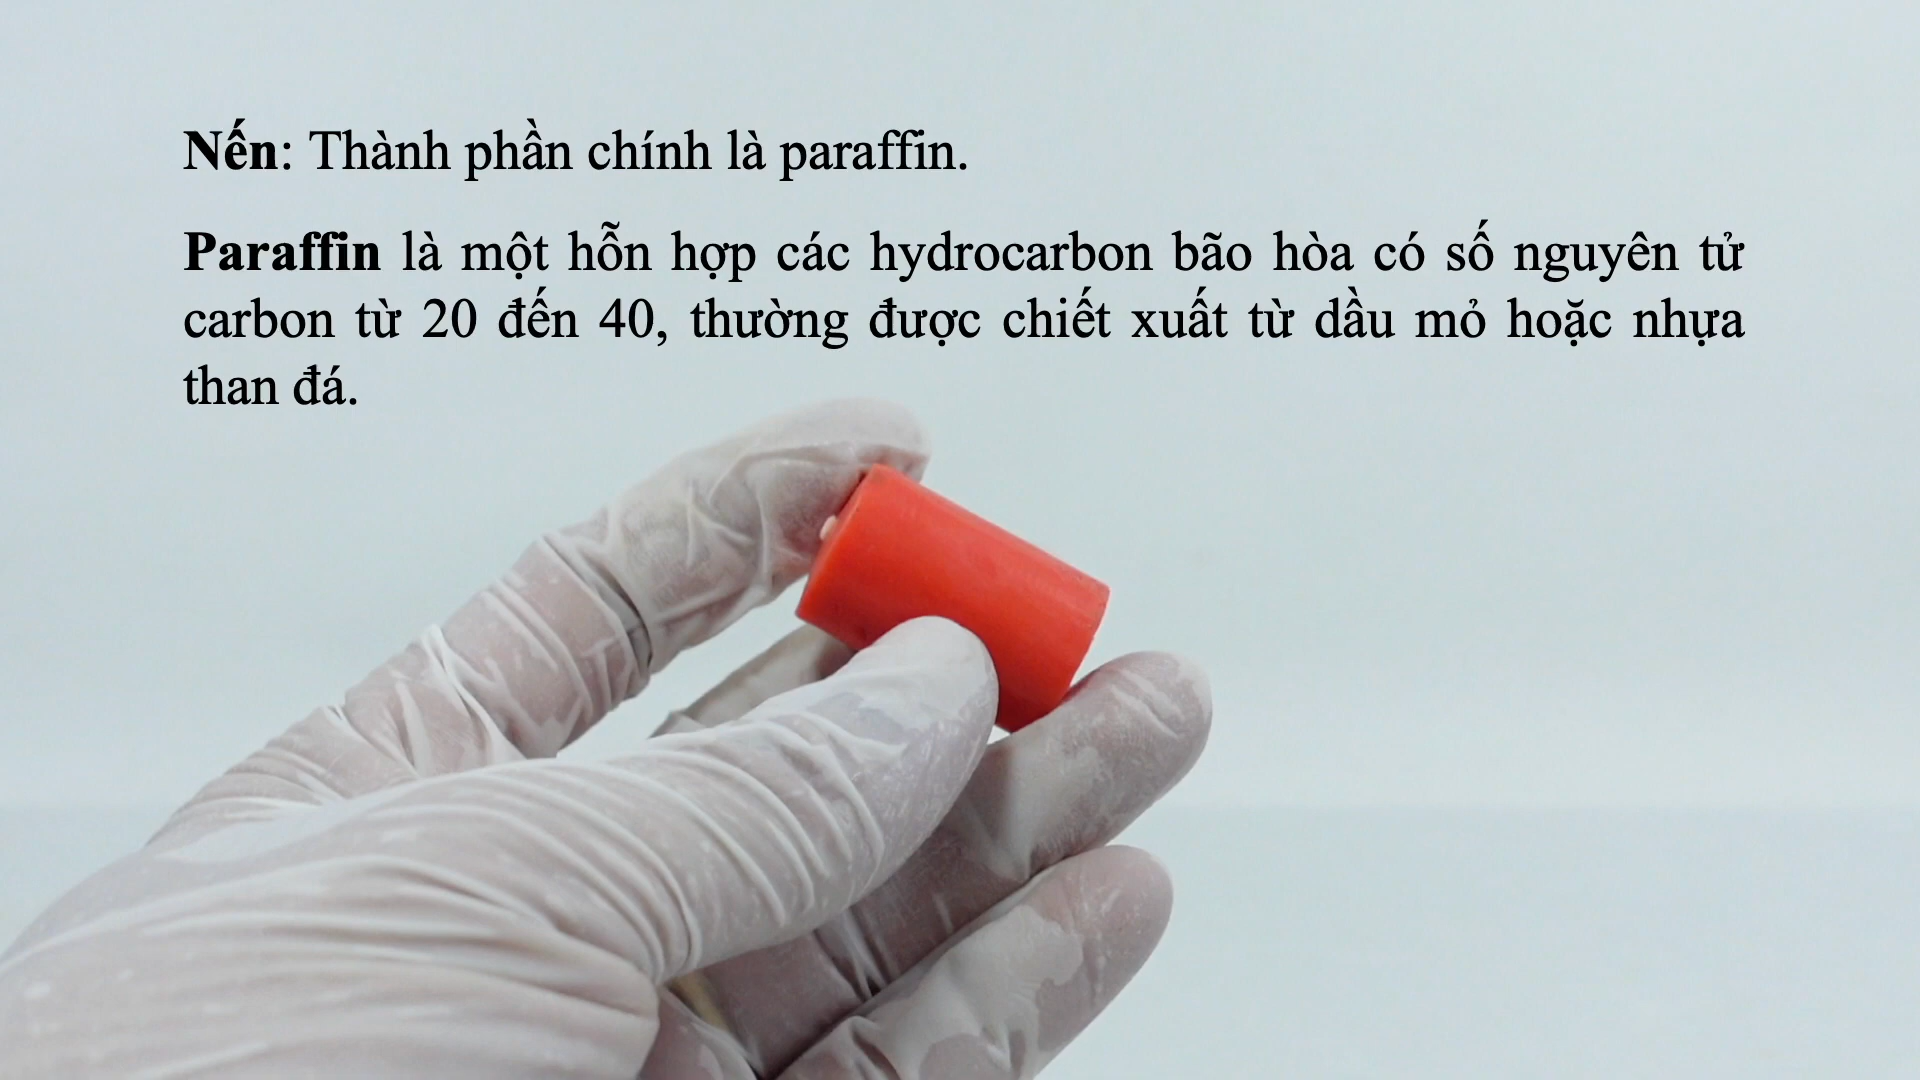 Nến: Thành phần chính là paraffin.
Paraffin là một hỗn hợp các hydrocarbon bão hòa có số nguyên tử
carbon từ 20 đến 40, thường được chiết xuất từ dầu mỏ hoặc nhựa
than đá.